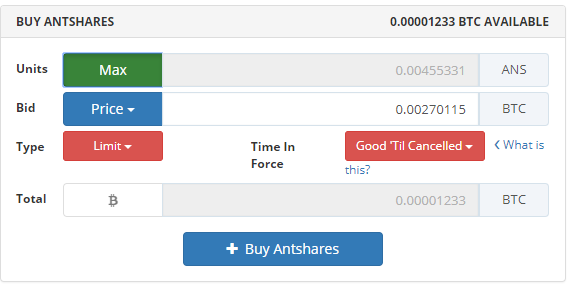 BUY ANTSHARES 0.00001233 BTC AVAILABLE
Units Max 0.00455331 ANS
Bid Price 0.00270115 BTC
Type Limit Time In Force Good 'Til Cancelled What is this?
Total 0.00001233 BTC
Buy Antshares